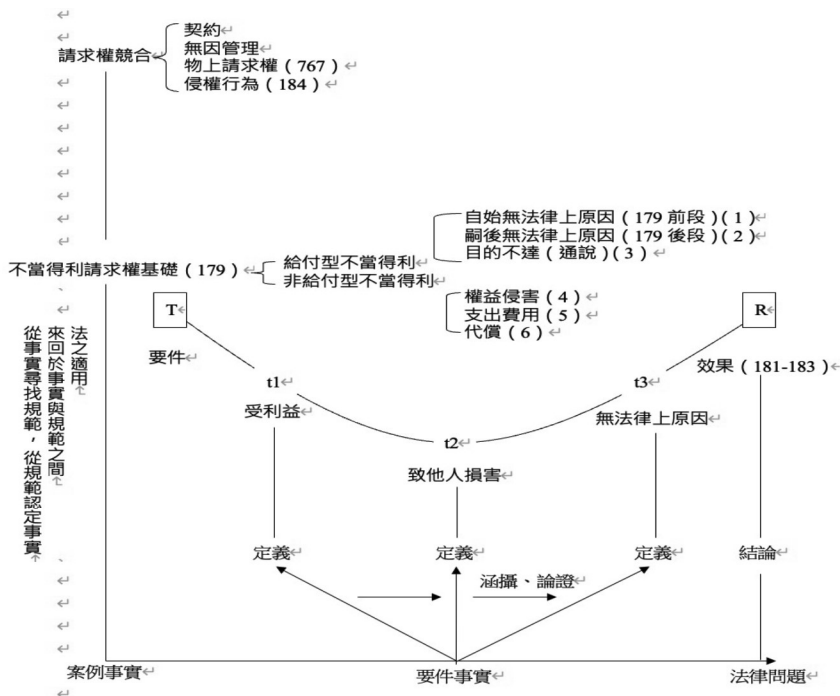 請求權競合
契約
無因管理
物上請求權(767)
侵權行為(184)
不當得利請求權基礎(179)
給付型不當得利
非給付型不當得利
自始無法律上原因(179 前段)(1)
嗣後無法律上原因(179 後段)(2)
目的不達(通說)(3)
權益侵害(4)
支出費用(5)
代償(6)
T
要件
t1
受利益
t2
致他人損害
t3
無法律上原因
R
效果(181-183)
法之適用
來回於事實與規範之間
從事實尋找規範,從規範認定事實
定義
定義
定義
結論
涵攝、論證
案例事實
要件事實
法律問題